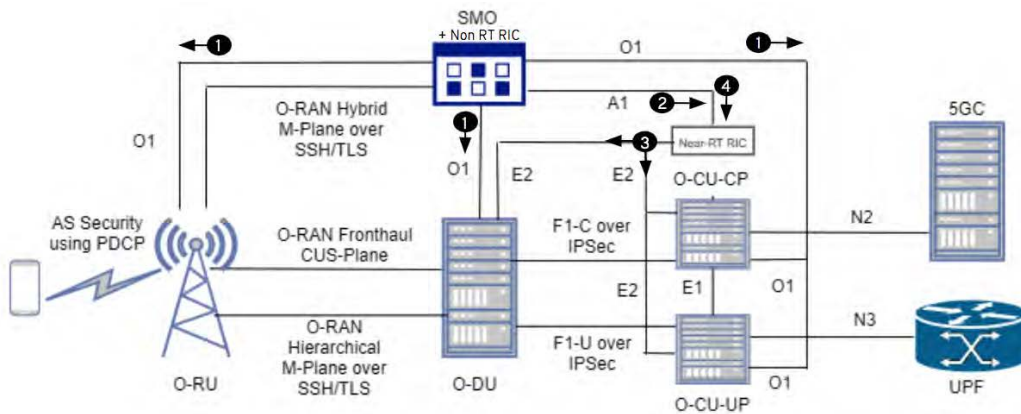 SMO
+ Non RT RIC
1
O1
1
4
O-RAN Hybrid
M-Plane over
SSH/TLS
A1
2
5GC
O1
1
O1
3
Near-RT RIC
E2
E2
O-CU-CP
AS Security
using PDCP
O-RAN Fronthaul
CUS-Plane
F1-C over
IPSec
N2
E2
E1
O1
O-RAN
Hierarchical
M-Plane over
SSH/TLS
F1-U over
IPSec
N3
O1
O-RU
O-DU
O-CU-UP
UPF